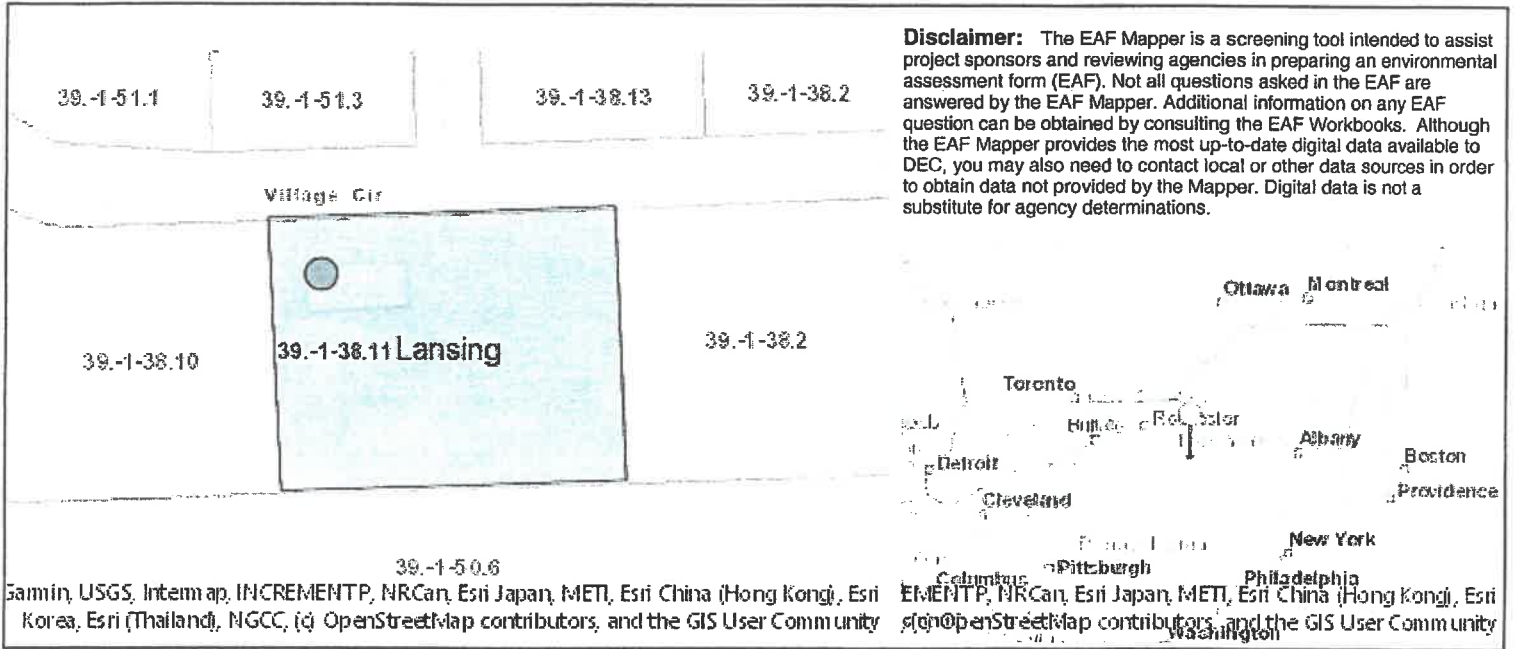 39.-1-51.1 39.-1-51.3 39.-1-38.13 39.-1-38.2
Village Cir
39.-1-38.10 39.-1-38.11 Lansing 39.-1-38.2
39.-1-50.6
Garmin, USGS, Intermap, INCREMENTP, NRCan, Esri Japan, METI, Esri China (Hong Kong), Esri
Korea, Esri (Thailand), NGCC, (c) OpenStreetMap contributors, and the GIS User Community
Disclaimer: The EAF Mapper is a screening tool intended to assist
project sponsors and reviewing agencies in preparing an environmental
assessment form (EAF). Not all questions asked in the EAF are
answered by the EAF Mapper. Additional information on any EAF
question can be obtained by consulting the EAF Workbooks. Although
the EAF Mapper provides the most up-to-date digital data available to
DEC, you may also need to contact local or other data sources in order
to obtain data not provided by the Mapper. Digital data is not a
substitute for agency determinations.
Ottawa Montreal
Toronto
Albany
Detroit Boston
Cleveland Providence
New York
Pittsburgh
Columbus Philadelphia
EMENTP, NRCan, Esri Japan, METI, Esri China (Hong Kong), Esri
OpenStreetMap contributors, and the GIS User Community
Washington